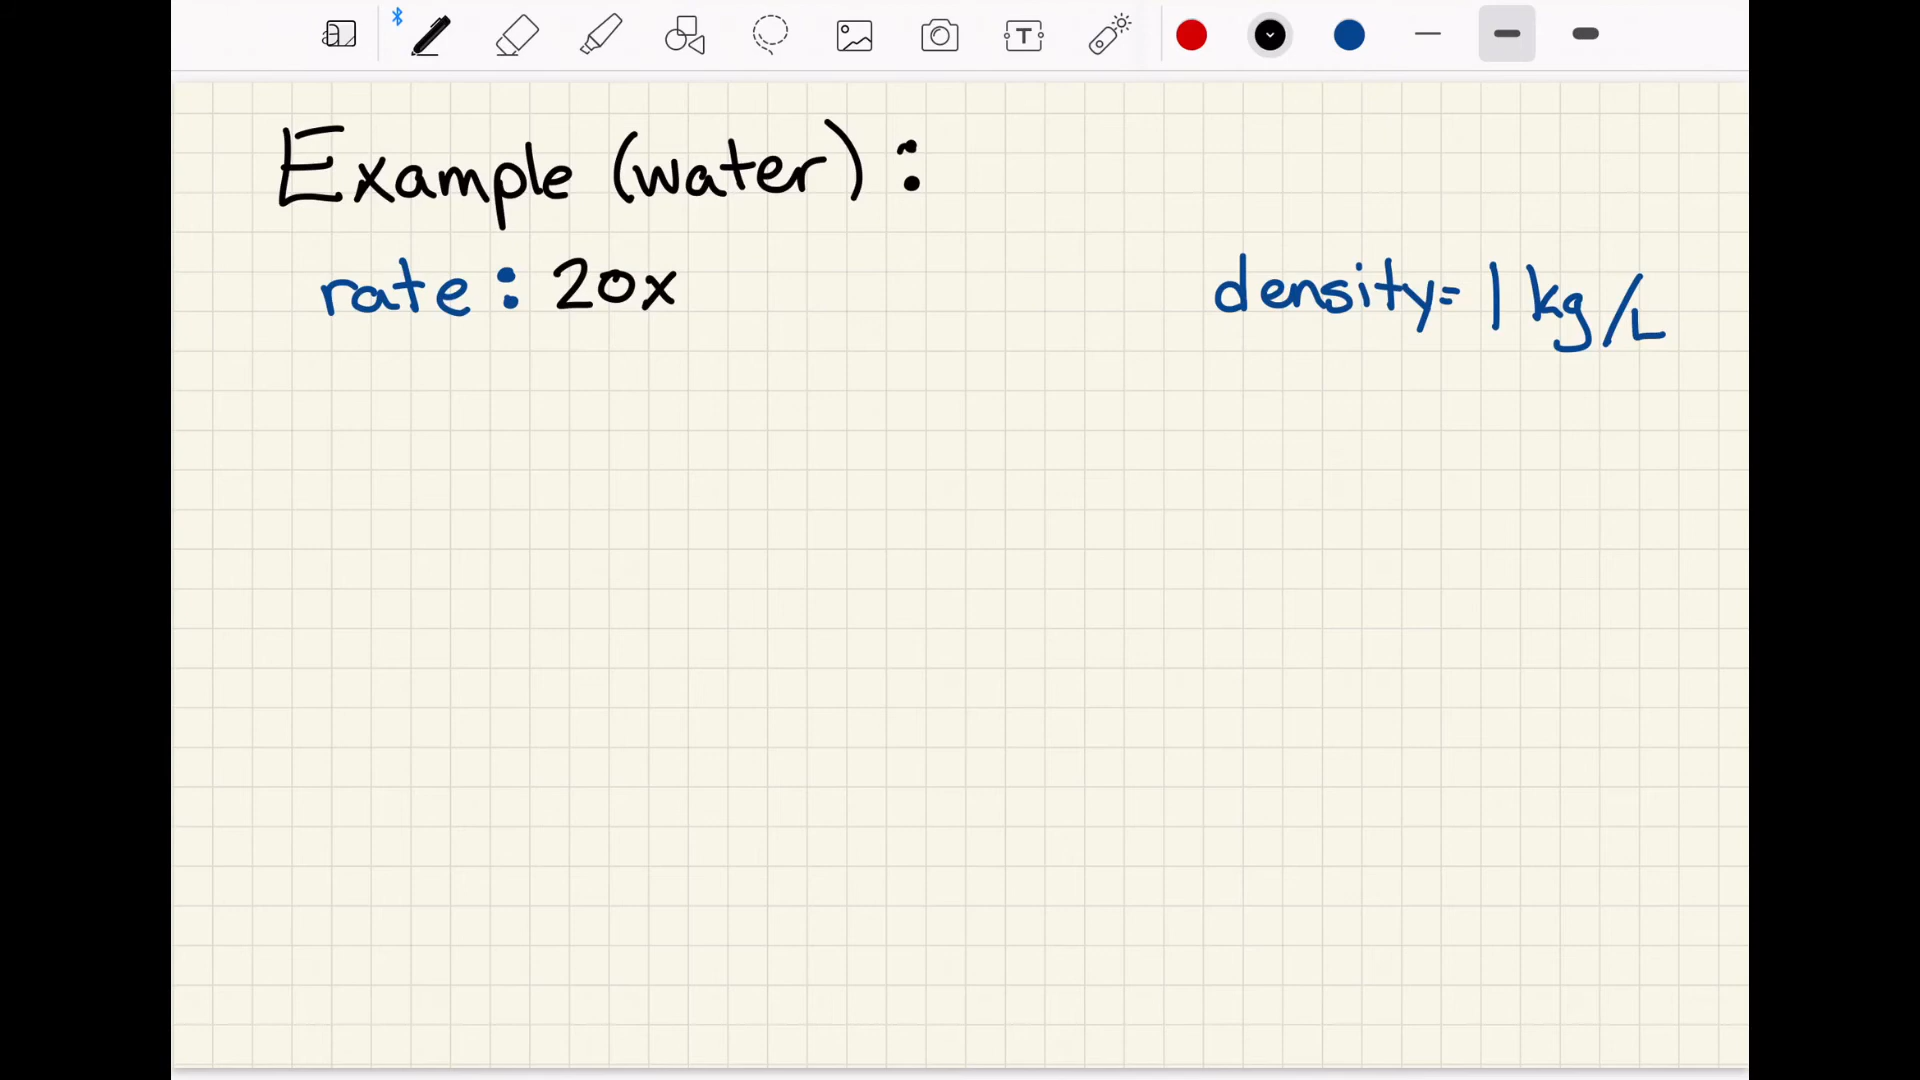 Example (water) :
rate : 20x
density= 1 kg/L